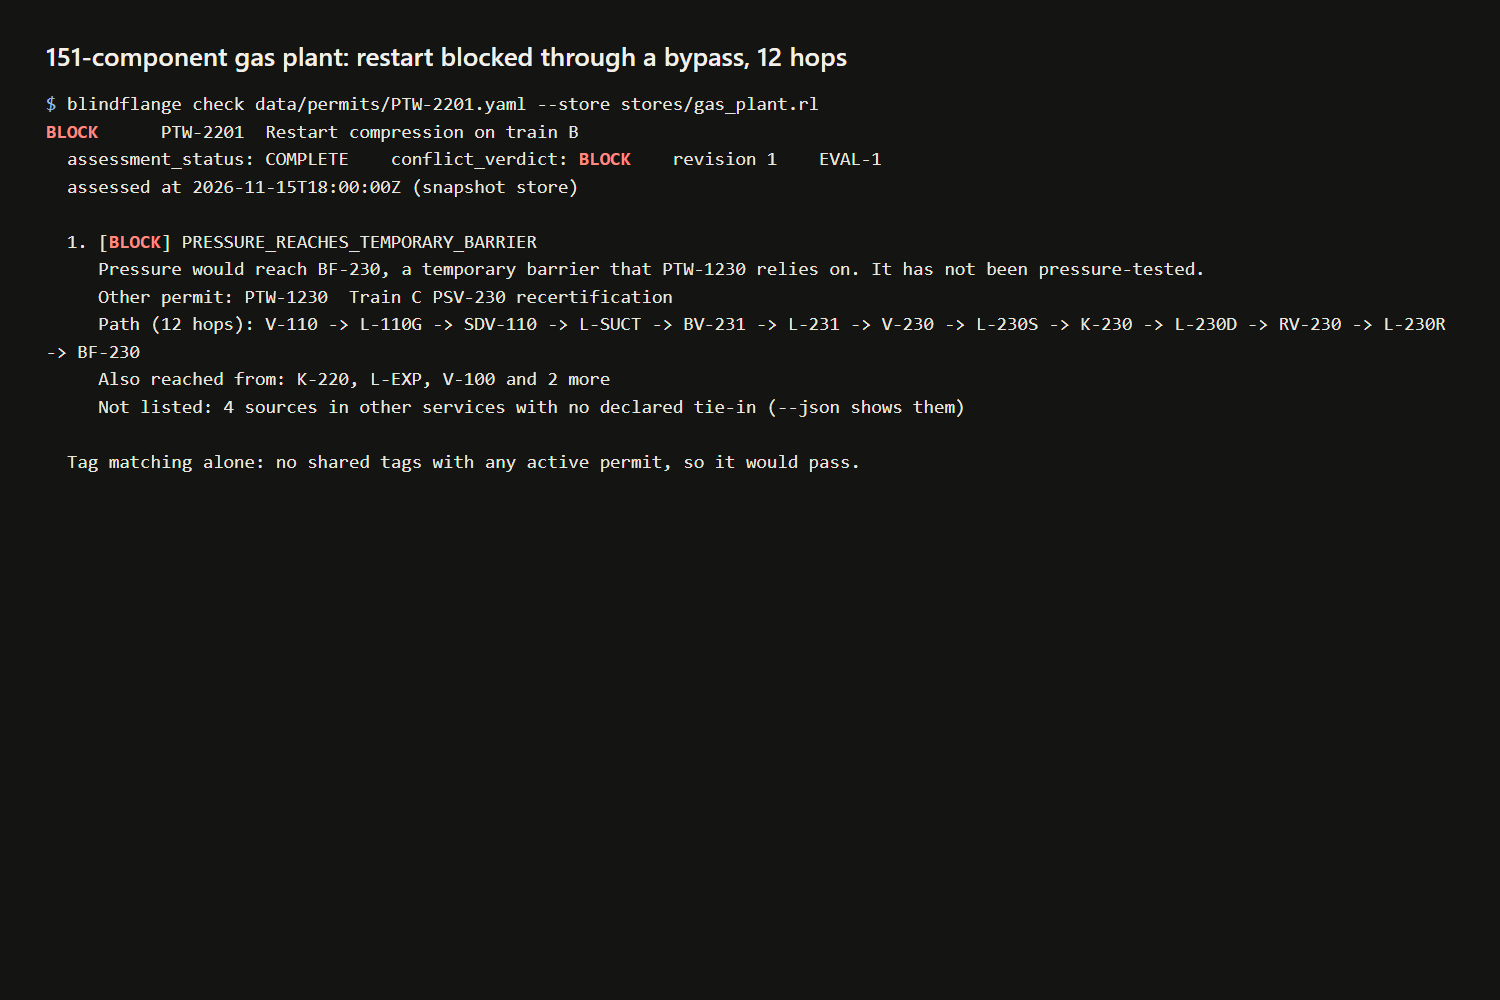 151-component gas plant: restart blocked through a bypass, 12 hops
$ blindflange check data/permits/PTW-2201.yaml --store stores/gas_plant.rl
BLOCK      PTW-2201  Restart compression on train B
  assessment_status: COMPLETE    conflict_verdict: BLOCK    revision 1    EVAL-1
  assessed at 2026-11-15T18:00:00Z (snapshot store)
  1. [BLOCK] PRESSURE_REACHES_TEMPORARY_BARRIER
     Pressure would reach BF-230, a temporary barrier that PTW-1230 relies on. It has not been pressure-tested.
     Other permit: PTW-1230  Train C PSV-230 recertification
     Path (12 hops): V-110 -> L-110G -> SDV-110 -> L-SUCT -> BV-231 -> L-231 -> V-230 -> L-230S -> K-230 -> L-230D -> RV-230 -> L-230R
-> BF-230
     Also reached from: K-220, L-EXP, V-100 and 2 more
     Not listed: 4 sources in other services with no declared tie-in (--json shows them)
  Tag matching alone: no shared tags with any active permit, so it would pass.